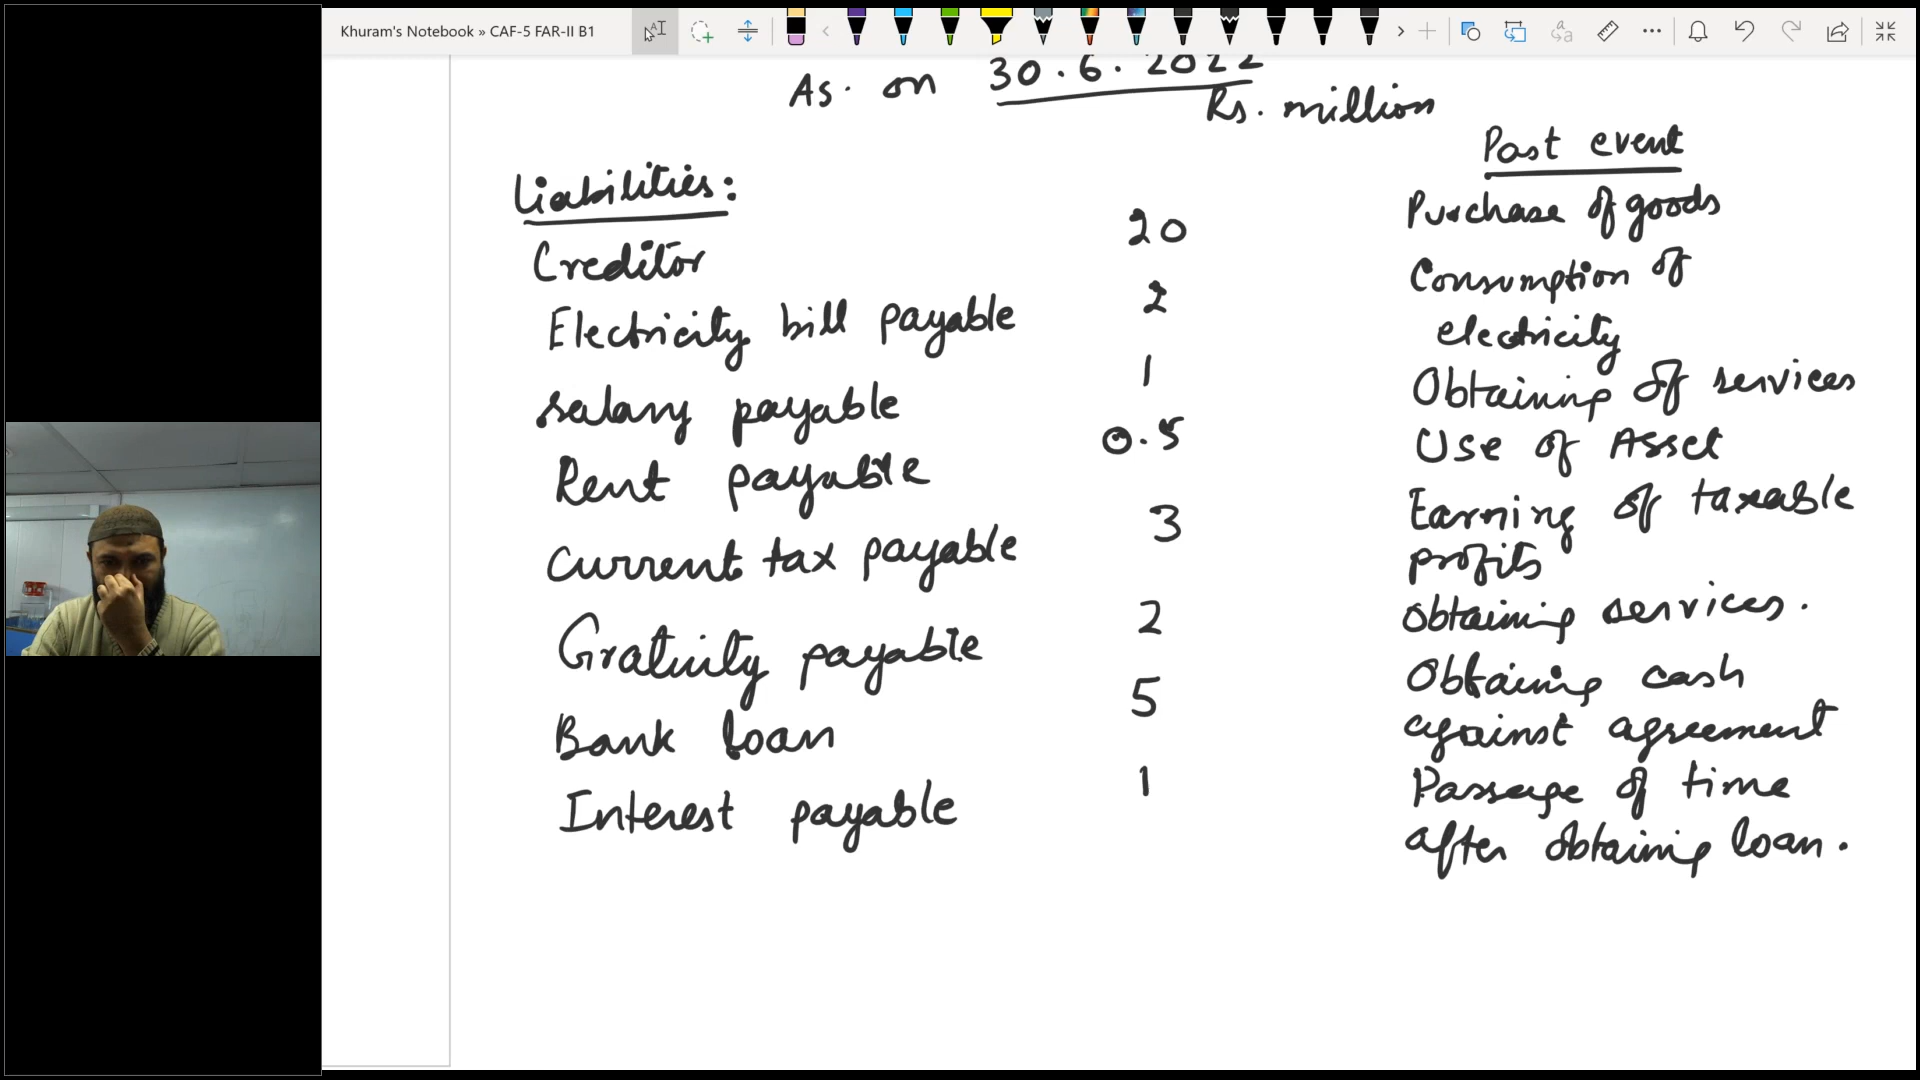 Khuram's Notebook » CAF-5 FAR-II B1
As. on 30.6.2022
Rs. million
Past event
Liabilities:
Purchase of goods
Creditor 20
Consumption of
electricity
Electricity bill payable 2
Obtaining of services
salary payable 1
Use of Asset
Rent payable 0.5
Earning of taxable
profits
Current tax payable 3
obtaining services.
Gratuity payable 2
Obtaining cash
against agreement
Bank loan 5
Passage of time
after obtaining loan.
Interest payable 1